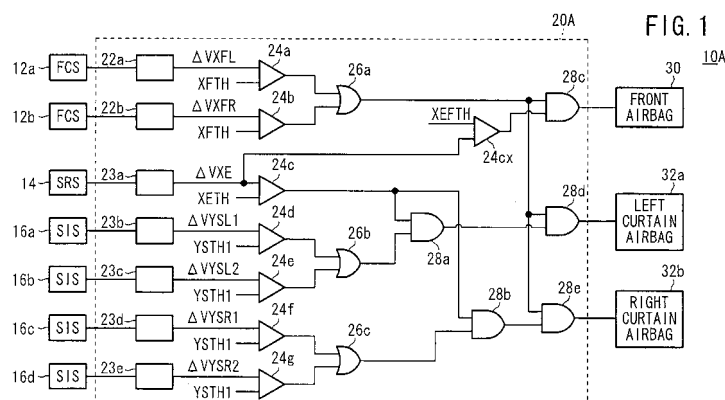 FIG. 1
20A
10A
12a FCS 22a ΔVXFL 24a
XFTH
26a
28c
30
FRONT
AIRBAG
12b FCS 22b ΔVXFR 24b
XFTH
XEFTH
24cx
14 SRS 23a ΔVXE 24c
XETH
28d
32a
LEFT
CURTAIN
AIRBAG
16a SIS 23b ΔVYSL1 24d
YSTH1
26b
28a
16b SIS 23c ΔVYSL2 24e
YSTH1
28b
28e
32b
RIGHT
CURTAIN
AIRBAG
16c SIS 23d ΔVYSR1 24f
YSTH1
26c
16d SIS 23e ΔVYSR2 24g
YSTH1